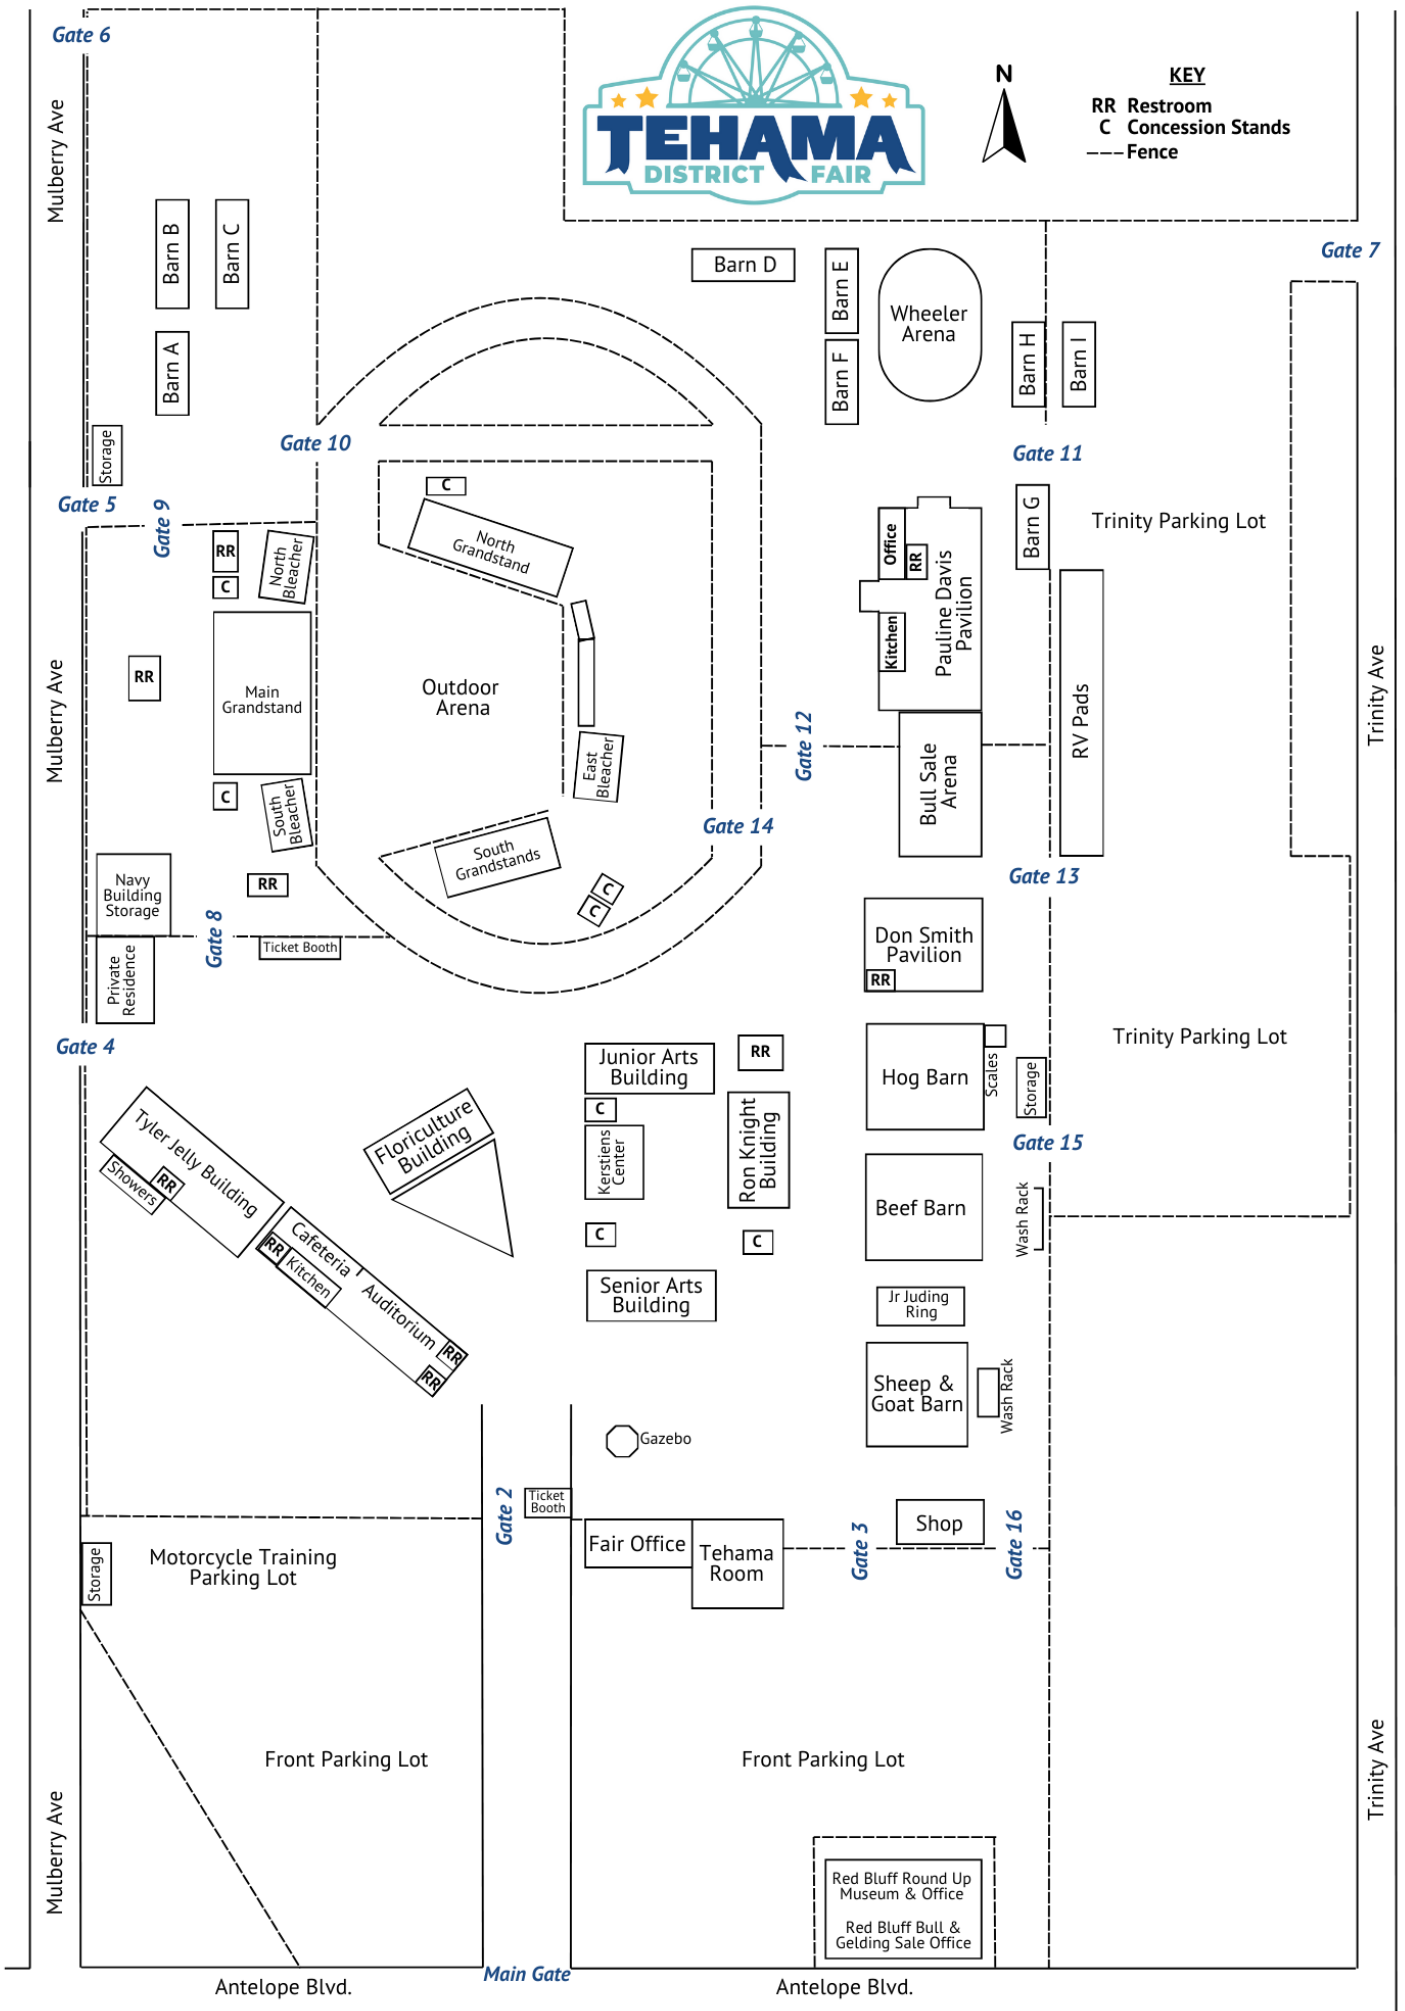 Gate 6
TEHAMA
DISTRICT FAIR
N
KEY
RR Restroom
C Concession Stands
Fence
Mulberry Ave
Barn B
Barn C
Barn A
Storage
Gate 5
Gate 9
Gate 10
Barn D
Barn E
Barn F
Wheeler
Arena
Barn H
Barn I
Gate 7
Gate 11
Barn G
Trinity Parking Lot
RR
C
North
Bleacher
C
North
Grandstand
Office
RR
Kitchen
Pauline Davis
Pavilion
Mulberry Ave
RR
Main
Grandstand
Outdoor
Arena
East
Bleacher
Gate 12
Bull Sale
Arena
RV Pads
Trinity Ave
C
South
Bleacher
South
Grandstands
Gate 14
Gate 13
Navy
Building
Storage
RR
C
C
Gate 8
Ticket Booth
Private
Residence
Don Smith
Pavilion
RR
Gate 4
Junior Arts
Building
RR
Hog Barn
Scales
Storage
Trinity Parking Lot
Tyler Jelly Building
Showers
RR
Floriculture
Building
C
Kerstiens
Center
Ron Knight
Building
Gate 15
Beef Barn
Wash Rack
Cafeteria
RR
Kitchen
Auditorium
RR
RR
C
C
Senior Arts
Building
Jr Juding
Ring
Sheep &
Goat Barn
Wash Rack
Gazebo
Gate 2
Ticket
Booth
Fair Office
Tehama
Room
Gate 3
Shop
Gate 16
Storage
Motorcycle Training
Parking Lot
Front Parking Lot
Front Parking Lot
Mulberry Ave
Trinity Ave
Red Bluff Round Up
Museum & Office
Red Bluff Bull &
Gelding Sale Office
Main Gate
Antelope Blvd.
Antelope Blvd.